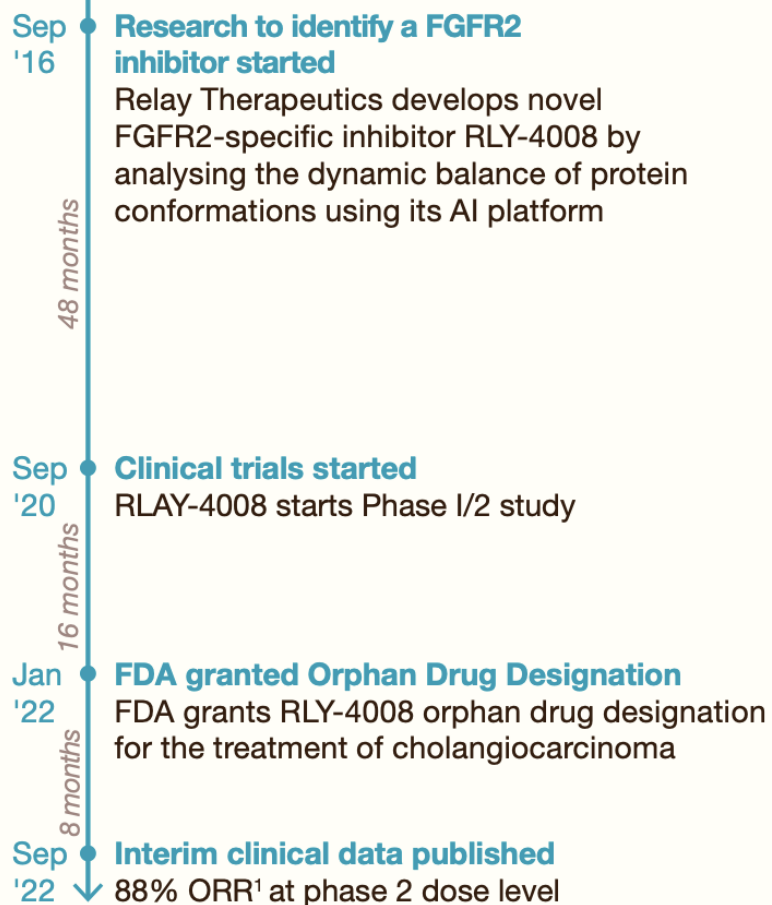 Sep
'16
Research to identify a FGFR2
inhibitor started
Relay Therapeutics develops novel
FGFR2-specific inhibitor RLY-4008 by
analysing the dynamic balance of protein
conformations using its AI platform
48 months
Sep
'20
Clinical trials started
RLAY-4008 starts Phase I/2 study
16 months
Jan
'22
FDA granted Orphan Drug Designation
FDA grants RLY-4008 orphan drug designation
for the treatment of cholangiocarcinoma
8 months
Sep
'22
Interim clinical data published
88% ORR¹ at phase 2 dose level